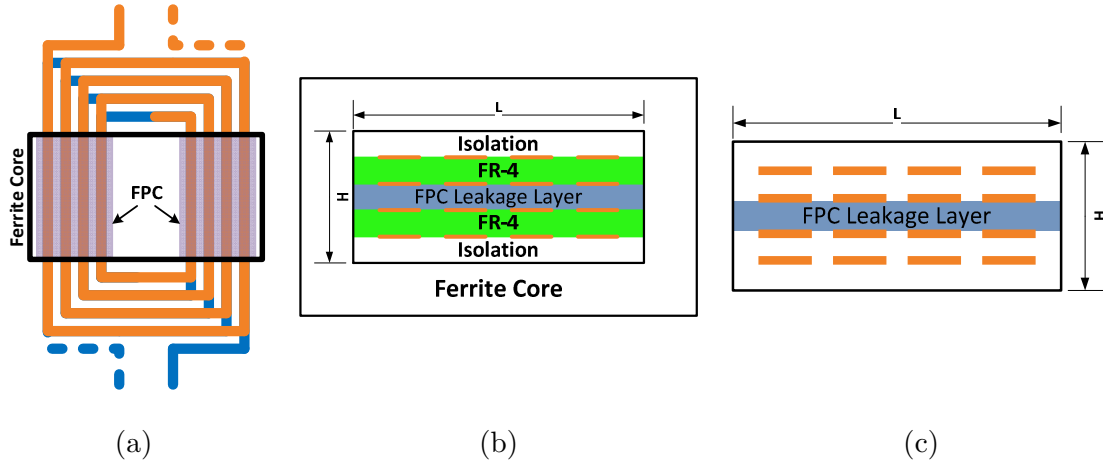 Ferrite Core
FPC
(a)
L
H
Isolation
FR-4
FPC Leakage Layer
FR-4
Isolation
Ferrite Core
(b)
L
FPC Leakage Layer
H
(c)